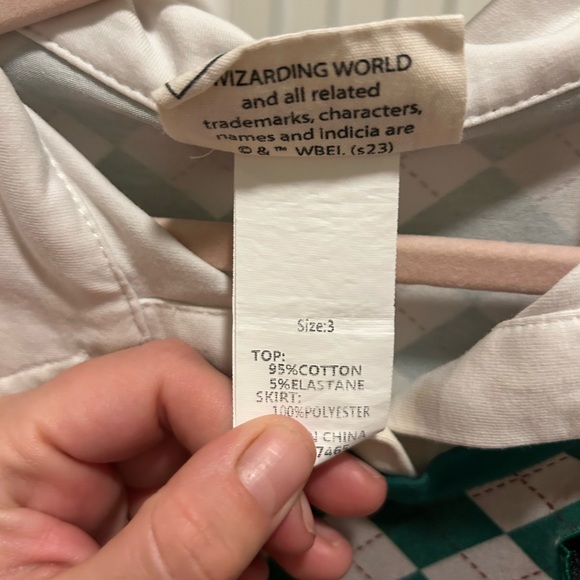 WIZARDING WORLD
and all related
trademarks, characters,
names and indicia are
© & ™ WBEI. (s23)
Size:3
TOP:
95%COTTON
5%ELASTANE
SKIRT:
100%POLYESTER
CHINA